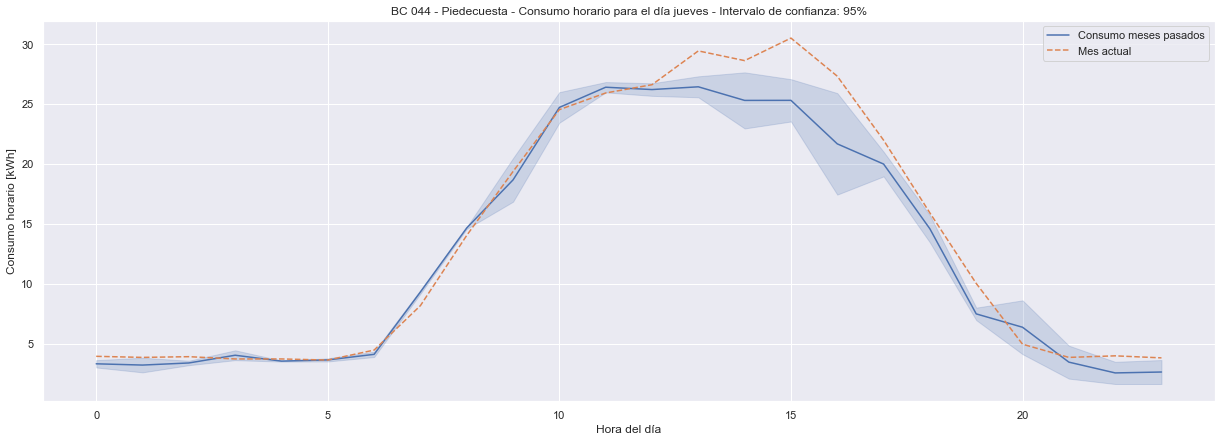 BC 044 - Piedecuesta - Consumo horario para el día jueves - Intervalo de confianza: 95%
Consumo meses pasados
Mes actual
30
25
20
15
10
5
Consumo horario [kWh]
0
5
10
15
20
Hora del día